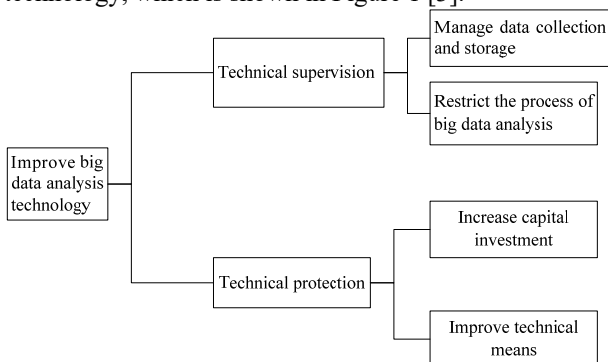 technology, which is shown in Figure 1 [5].
Manage data collection
and storage
Technical supervision
Restrict the process of
big data analysis
Improve big
data analysis
technology
Increase capital
investment
Technical protection
Improve technical
means